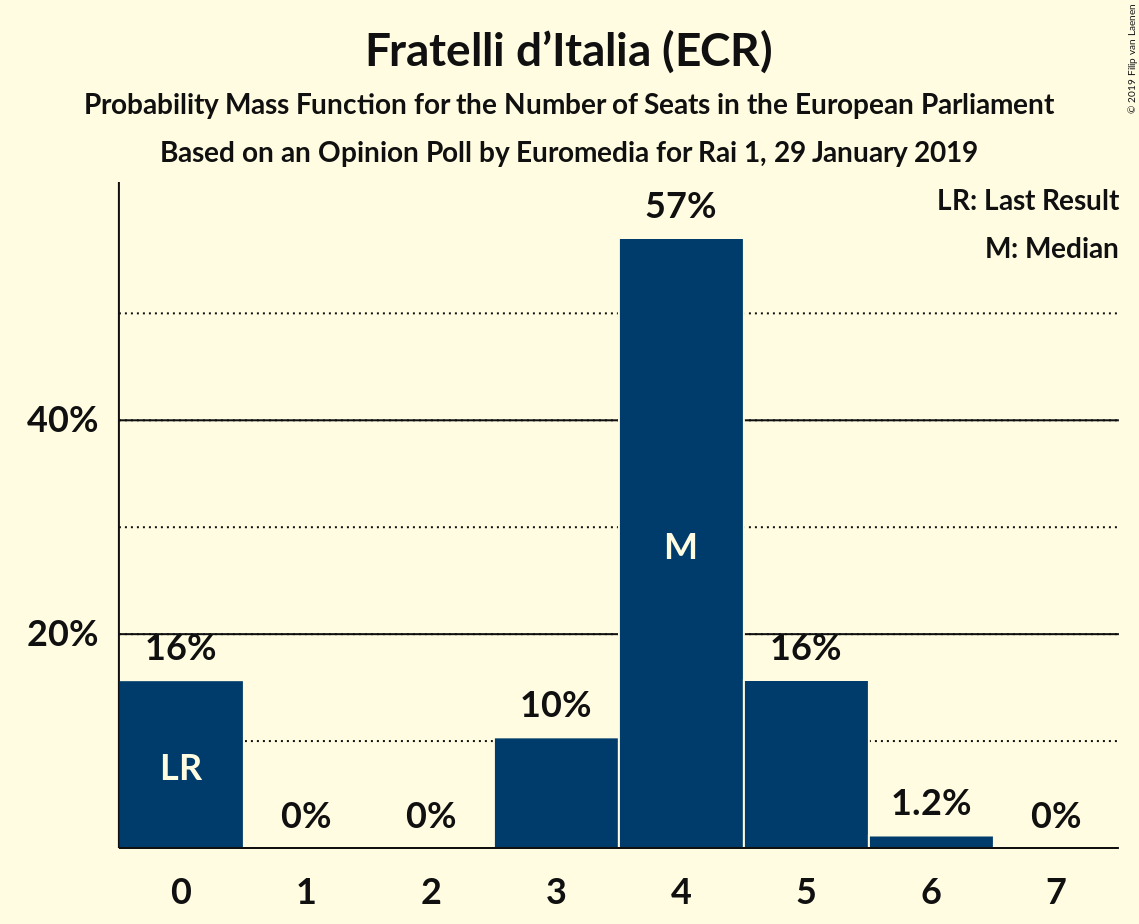 Fratelli d’Italia (ECR)
Probability Mass Function for the Number of Seats in the European Parliament
Based on an Opinion Poll by Euromedia for Rai 1, 29 January 2019
© 2019 Filip van Laenen
LR: Last Result
M: Median
57%
40%
M
20%
16%
16%
10%
LR
1.2%
0%
0%
0%
0 1 2 3 4 5 6 7